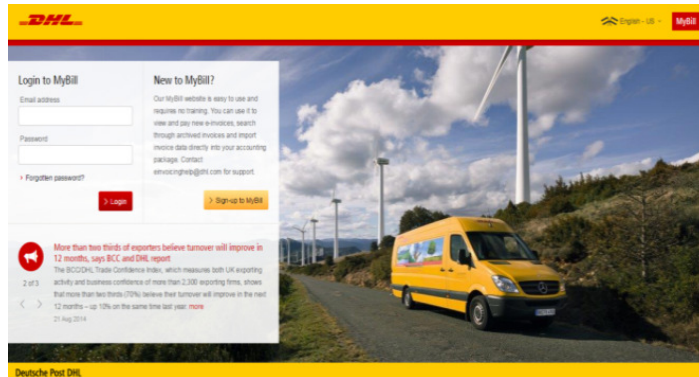 DHL
English – US
MyBill
Login to MyBill
Email address
Password
> Forgotten password?
> Login
New to MyBill?
Our MyBill website is easy to use and
requires no training. You can use it to
view and pay new e-invoices, search
through archived invoices and import
invoice data directly into your accounting
package. Contact
einvoicinghelp@dhl.com for support.
> Sign-up to MyBill
2 of 3
More than two thirds of exporters believe turnover will improve in
12 months, says BCC and DHL report
The BCC/DHL Trade Confidence Index, which measures both UK exporting
activity and business confidence of more than 2,300 exporting firms, shows
that more than two thirds (70%) believe their turnover will improve in the next
12 months – up 10% on the same time last year. more
21 Aug 2014
Deutsche Post DHL